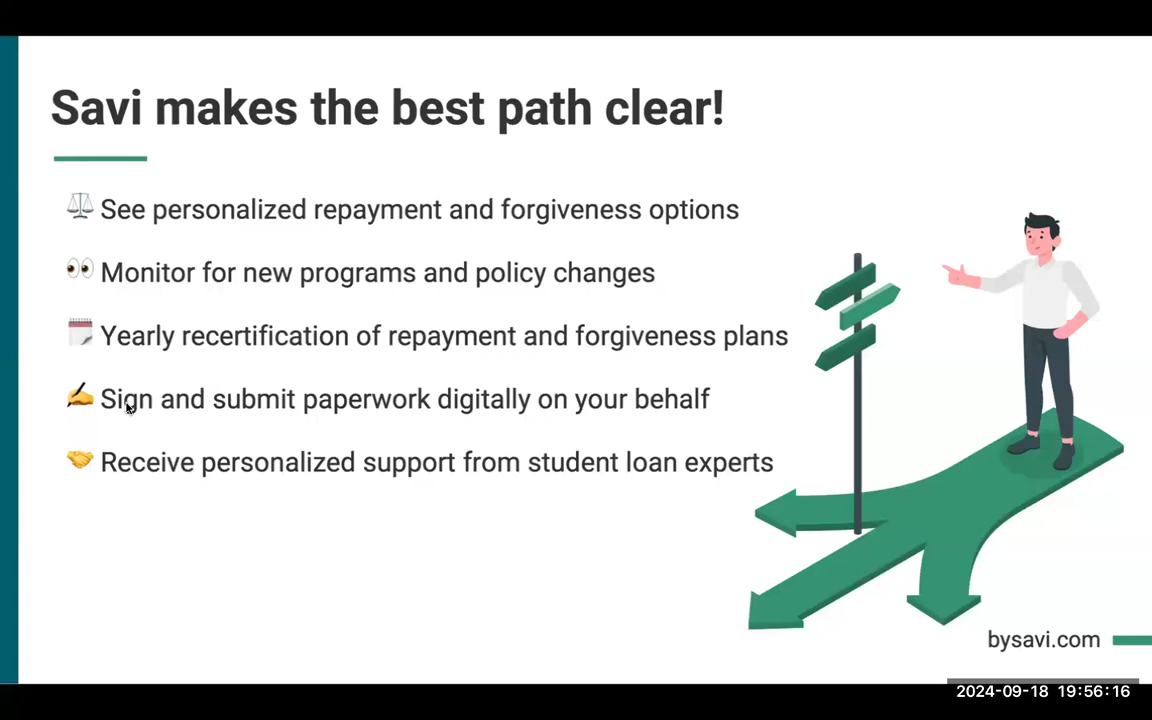 Savi makes the best path clear!
See personalized repayment and forgiveness options
Monitor for new programs and policy changes
Yearly recertification of repayment and forgiveness plans
Sign and submit paperwork digitally on your behalf
Receive personalized support from student loan experts
bysavi.com
2024-09-18 19:56:16